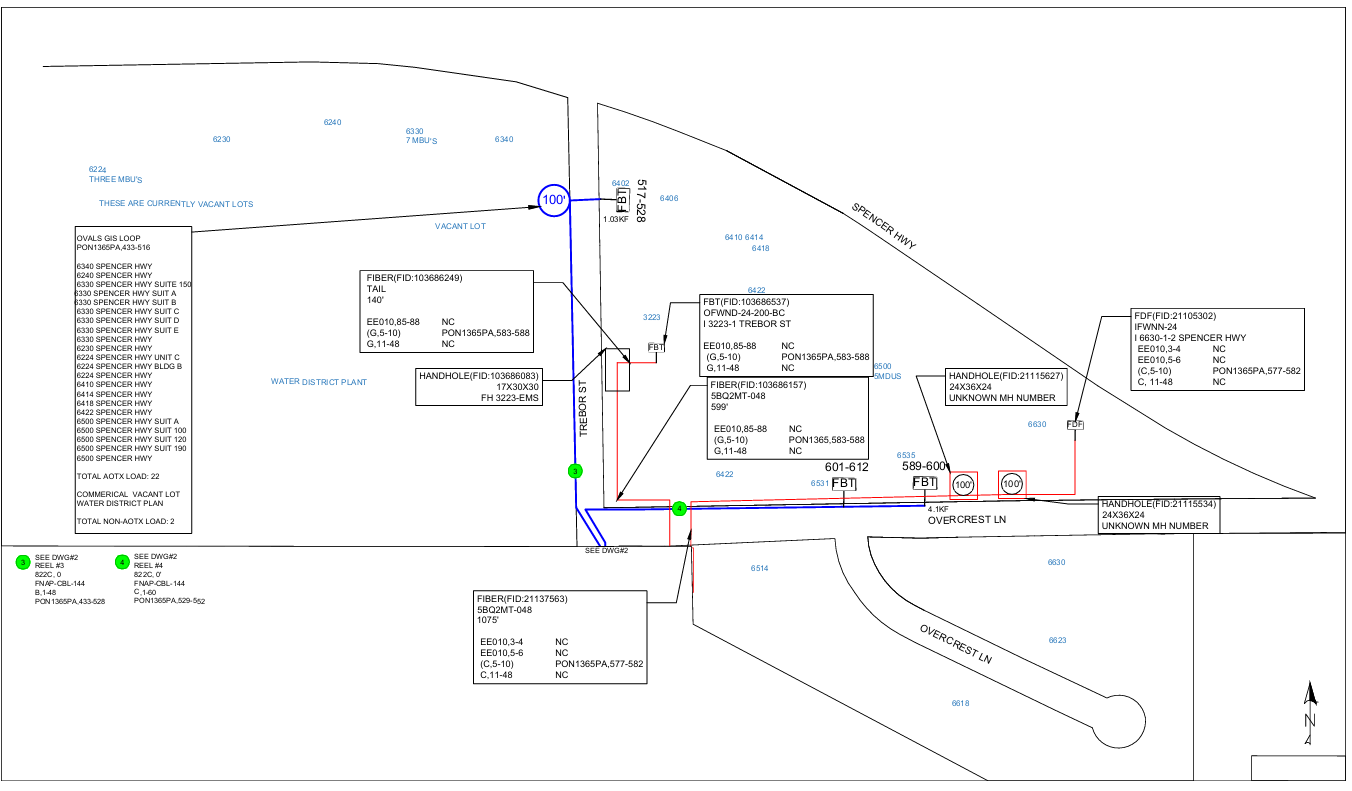 6240
6230
6330
7 MBU'S
6340
6224
THREE MBU'S
THESE ARE CURRENTLY VACANT LOTS
VACANT LOT
100'
6402
FBT
517-528
1.03KF
6406
6410 6414
6418
6422
SPENCER HWY
OVALS GIS LOOP
PON1365PA,433-516
6340 SPENCER HWY
6240 SPENCER HWY
6330 SPENCER HWY SUITE 150
6330 SPENCER HWY SUIT A
6330 SPENCER HWY SUIT B
6330 SPENCER HWY SUIT C
6330 SPENCER HWY SUIT D
6330 SPENCER HWY SUIT E
6330 SPENCER HWY
6230 SPENCER HWY
6224 SPENCER HWY UNIT C
6224 SPENCER HWY BLDG B
6224 SPENCER HWY
6410 SPENCER HWY
6414 SPENCER HWY
6418 SPENCER HWY
6422 SPENCER HWY
6500 SPENCER HWY SUIT A
6500 SPENCER HWY SUIT 100
6500 SPENCER HWY SUIT 120
6500 SPENCER HWY SUIT 190
6500 SPENCER HWY
TOTAL AOTX LOAD: 22
COMMERICAL VACANT LOT
WATER DISTRICT PLAN
TOTAL NON-AOTX LOAD: 2
FIBER(FID:103686249)
TAIL
140'
EE010,85-88 NC
(G,5-10) PON1365PA,583-588
G,11-48 NC
HANDHOLE(FID:103686083)
17X30X30
FH 3223-EMS
WATER DISTRICT PLANT
TREBOR ST
3223
FBT
FBT(FID:103686537)
OFWND-24-200-BC
I 3223-1 TREBOR ST
EE010,85-88 NC
(G,5-10) PON1365PA,583-588
G,11-48 NC
FIBER(FID:103686157)
5BQ2MT-048
599'
EE010,85-88 NC
(G,5-10) PON1365,583-588
G,11-48 NC
6500
5MDUS
HANDHOLE(FID:21115627)
24X36X24
UNKNOWN MH NUMBER
FDF(FID:21105302)
IFWNN-24
I 6630-1-2 SPENCER HWY
EE010,3-4 NC
EE010,5-6 NC
(C,5-10) PON1365PA,577-582
C, 11-48 NC
6630
FDF
6535
6422
601-612
589-600
6531
FBT
FBT
100'
100'
4.1KF
OVERCREST LN
HANDHOLE(FID:21115534)
24X36X24
UNKNOWN MH NUMBER
3
4
SEE DWG#2
3
SEE DWG#2
REEL #3
822C, 0
FNAP-CBL-144
B,1-48
PON1365PA,433-528
4
SEE DWG#2
REEL #4
822C, 0'
FNAP-CBL-144
C,1-60
PON1365PA,529-552
FIBER(FID:21137563)
5BQ2MT-048
1075'
EE010,3-4 NC
EE010,5-6 NC
(C,5-10) PON1365PA,577-582
C,11-48 NC
6514
6630
OVERCREST LN
6623
6618
N